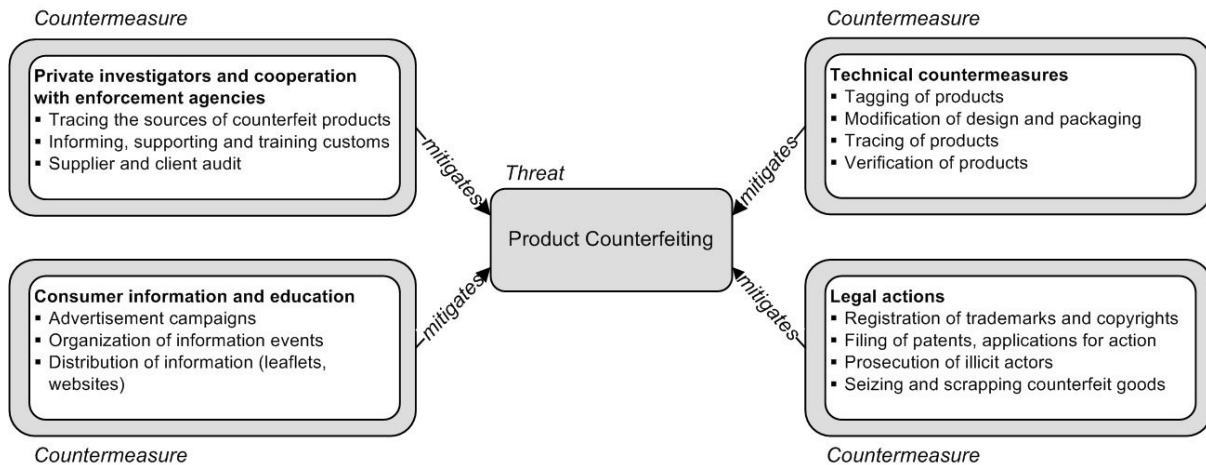 Countermeasure
Private investigators and cooperation
with enforcement agencies
▪ Tracing the sources of counterfeit products
▪ Informing, supporting and training customs
▪ Supplier and client audit
mitigates
Countermeasure
Technical countermeasures
▪ Tagging of products
▪ Modification of design and packaging
▪ Tracing of products
▪ Verification of products
mitigates
Threat
Product Counterfeiting
Consumer information and education
▪ Advertisement campaigns
▪ Organization of information events
▪ Distribution of information (leaflets,
websites)
mitigates
Countermeasure
Legal actions
▪ Registration of trademarks and copyrights
▪ Filing of patents, applications for action
▪ Prosecution of illicit actors
▪ Seizing and scrapping counterfeit goods
mitigates
Countermeasure